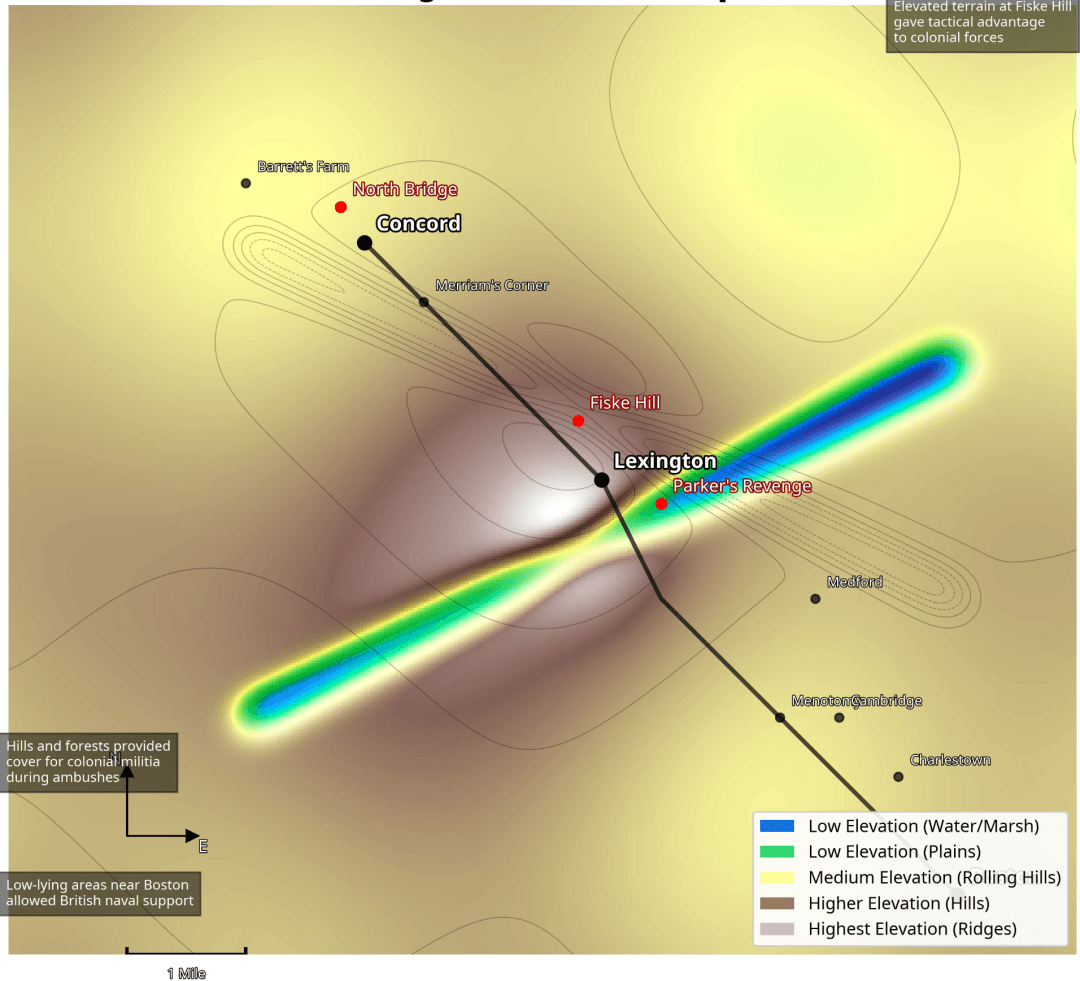 Elevated terrain at Fiske Hill
gave tactical advantage
to colonial forces
Barrett's Farm
North Bridge
Concord
Merriam's Corner
Fiske Hill
Lexington
Parker's Revenge
Medford
Menotomy
Cambridge
Charlestown
Hills and forests provided
cover for colonial militia
during ambushes
N
E
Low-lying areas near Boston
allowed British naval support
1 Mile
Low Elevation (Water/Marsh)
Low Elevation (Plains)
Medium Elevation (Rolling Hills)
Higher Elevation (Hills)
Highest Elevation (Ridges)